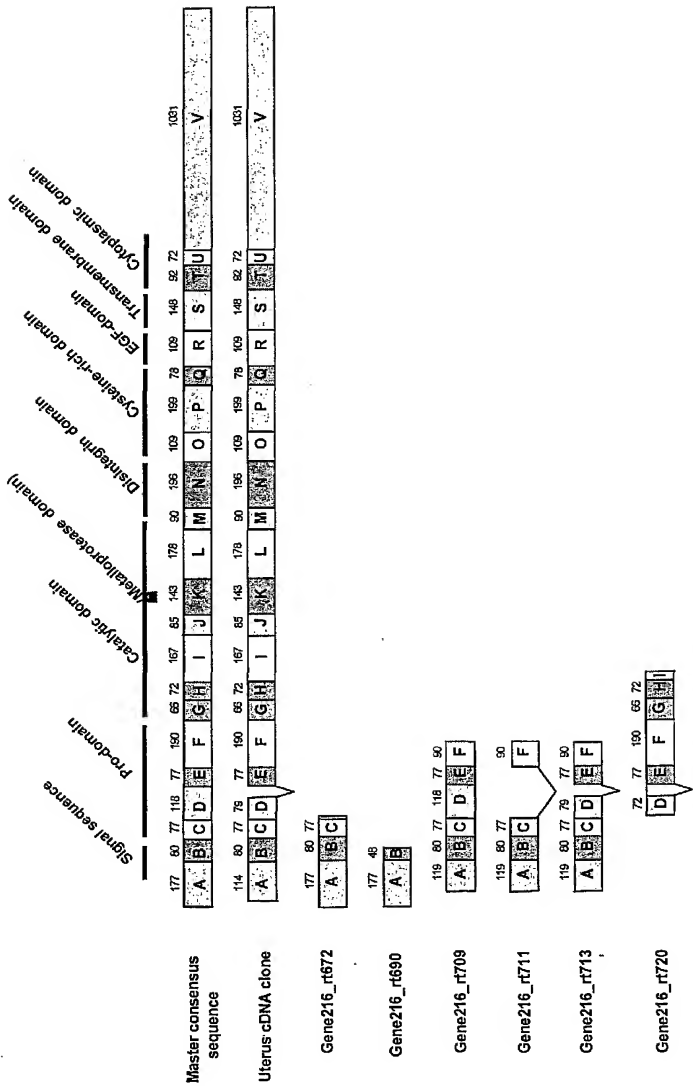 Signal sequence
Pro-domain
Catalytic domain
(Metalloprotease domain)
Disintegrin domain
Cysteine-rich domain
EGF-domain
Transmembrane domain
Cytoplasmic domain
177 80 77 118 77 190 66 72 167 85 143 178 90 196 109 199 78 109 148 92 72 1031
Master consensus sequence A B C D E F G H I J K L M N O P Q R S T U V
114 80 77 79 77 190 66 72 167 85 143 178 90 196 109 199 78 109 148 92 72 1031
Uterus cDNA clone A B C D E F G H I J K L M N O P Q R S T U V
177 80 77
Gene216_rt672 A B C
177 48
Gene216_rt690 A B
119 80 77 118 77 90
Gene216_rt709 A B C D E F
119 80 77 90
Gene216_rt711 A B C F
119 80 77 79 77 90
Gene216_rt713 A B C D E F
72 77 190 66 72
Gene216_rt720 D E F G H I